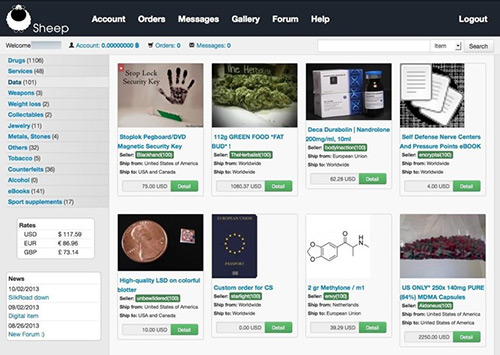 Sheep
Account Orders Messages Gallery Forum Help Logout
Welcome Account: 0.00000000 Orders: 0 Messages: 0 Item Search
Drugs (1106)
Services (48)
Data (101)
Weapons (3)
Weight loss (2)
Collectables (2)
Jewelry (11)
Metals, Stones (4)
Others (32)
Tobacco (5)
Counterfeits (36)
Alcohol (0)
eBooks (141)
Sport supplements (17)
Rates
USD $ 117.59
EUR € 86.96
GBP £ 73.14
News
10/02/2013
SilkRoad down
09/02/2013
Digital item
08/26/2013
New Forum :)
Stop Lock
Security Key
Stoplok Pegboard/DVD
Magnetic Security Key
Seller: Blackhand(100)
Ship from: United States of America
Ship to: USA and Canada
75.00 USD Detail
The Herbalist
112g GREEN FOOD "FAT
BUD" !
Seller: TheHerbalist(100)
Ship from: Worldwide
Ship to: Worldwide
1080.37 USD Detail
Deca Durabolin | Nandrolone
200mg/ml, 10ml
Seller: bodyinaction(100)
Ship from: European Union
Ship to: Worldwide
62.28 USD Detail
Self Defense Nerve Centers
And Pressure Points eBOOK
Seller: encrypto(100)
Ship from: Worldwide
Ship to: Worldwide
4.00 USD Detail
High-quality LSD on colorful
blotter
Seller: unbewildered(100)
Ship from: United States of America
Ship to: USA and Canada
10.00 USD Detail
EUROPEAN UNION
Custom order for CS
Seller: starlight(100)
Ship from: Worldwide
Ship to: Worldwide
0.00 USD Detail
2 gr Methylone / m1
Seller: envy(100)
Ship from: Netherlands
Ship to: European Union
39.29 USD Detail
US ONLY* 250x 140mg PURE
(84%) MDMA Capsules
Seller: Aidoneus(100)
Ship from: United States of America
Ship to: United States of America
2250.00 USD Detail